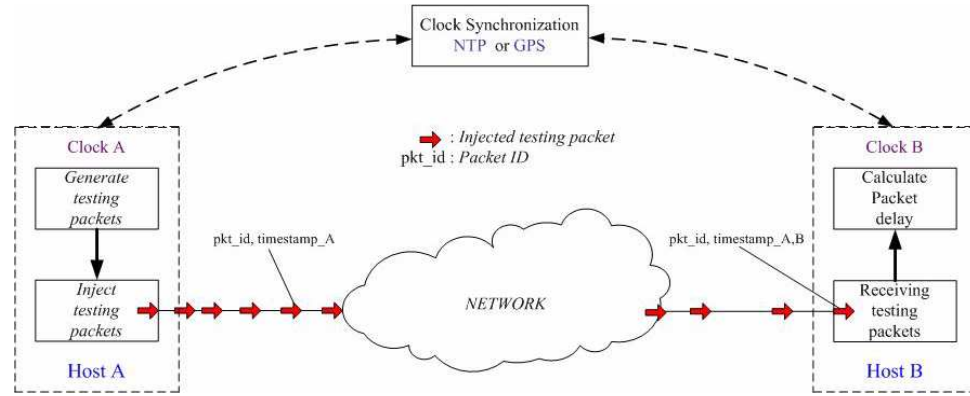 Clock Synchronization
NTP or GPS
Clock A
Generate
testing
packets
Inject
testing
packets
Host A
: Injected testing packet
pkt_id : Packet ID
pkt_id, timestamp_A
NETWORK
pkt_id, timestamp_A,B
Clock B
Calculate
Packet
delay
Receiving
testing
packets
Host B